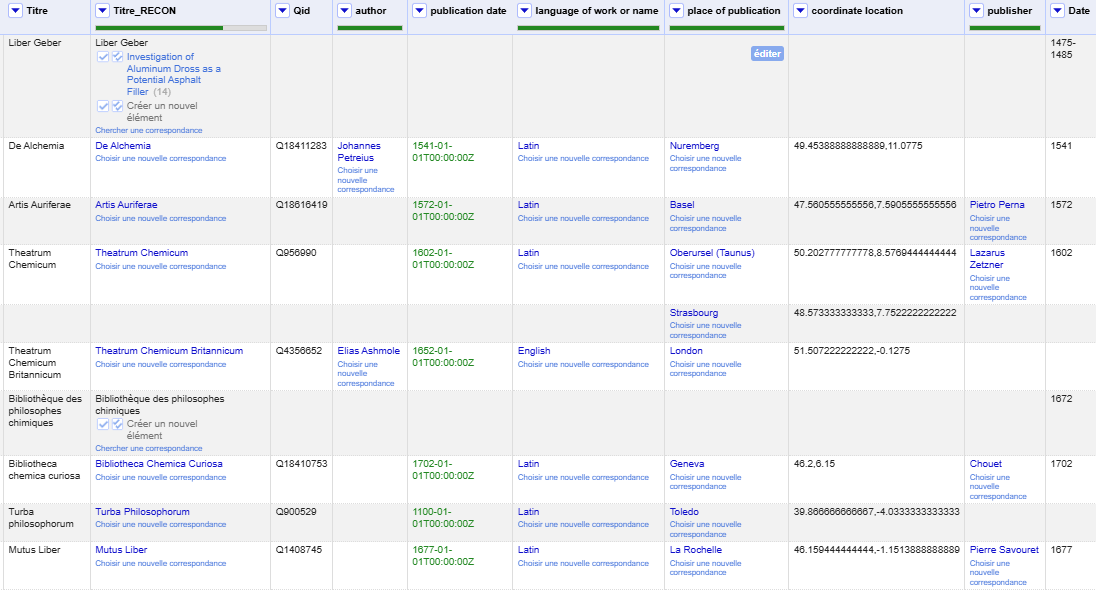 Titre Titre_RECON Qid author publication date language of work or name place of publication coordinate location publisher Date
Liber Geber Liber Geber éditer 1475-
Investigation of 1485
Aluminum Dross as a
Potential Asphalt
Filler (14)
Créer un nouvel
élément
Chercher une correspondance
De Alchemia De Alchemia Q18411283 Johannes 1541-01- Latin Nuremberg 49.45388888888889,11.0775 1541
Choisir une nouvelle correspondance Petreius 01T00:00:00Z Choisir une nouvelle correspondance Choisir une nouvelle
Choisir une correspondance
nouvelle
correspondance
Artis Auriferae Artis Auriferae Q18616419 1572-01- Latin Basel 47.560555555556,7.5905555555556 Pietro Perna 1572
Choisir une nouvelle correspondance 01T00:00:00Z Choisir une nouvelle correspondance Choisir une nouvelle Choisir une
correspondance nouvelle
correspondance
Theatrum Theatrum Chemicum Q956990 1602-01- Latin Oberursel (Taunus) 50.202777777778,8.5769444444444 Lazarus 1602
Chemicum Choisir une nouvelle correspondance 01T00:00:00Z Choisir une nouvelle correspondance Choisir une nouvelle Zetzner
correspondance Choisir une
nouvelle
correspondance
Strasbourg 48.573333333333,7.7522222222222
Choisir une nouvelle
correspondance
Theatrum Theatrum Chemicum Britannicum Q4356652 Elias Ashmole 1652-01- English London 51.507222222222,-0.1275
Chemicum Choisir une nouvelle correspondance Choisir une 01T00:00:00Z Choisir une nouvelle correspondance Choisir une nouvelle
Britannicum nouvelle correspondance
correspondance
Bibliothèque des Bibliothèque des philosophes 1672
philosophes chimiques
chimiques Créer un nouvel
élément
Chercher une correspondance
Bibliotheca Bibliotheca Chemica Curiosa Q18410753 1702-01- Latin Geneva 46.2,6.15 Chouet 1702
chemica curiosa Choisir une nouvelle correspondance 01T00:00:00Z Choisir une nouvelle correspondance Choisir une nouvelle Choisir une
correspondance nouvelle
correspondance
Turba Turba Philosophorum Q900529 1100-01- Latin Toledo 39.866666666667,-4.0333333333333
philosophorum Choisir une nouvelle correspondance 01T00:00:00Z Choisir une nouvelle correspondance Choisir une nouvelle
correspondance
Mutus Liber Mutus Liber Q1408745 1677-01- Latin La Rochelle 46.159444444444,-1.1513888888889 Pierre Savouret 1677
Choisir une nouvelle correspondance 01T00:00:00Z Choisir une nouvelle correspondance Choisir une nouvelle Choisir une
correspondance nouvelle
correspondance